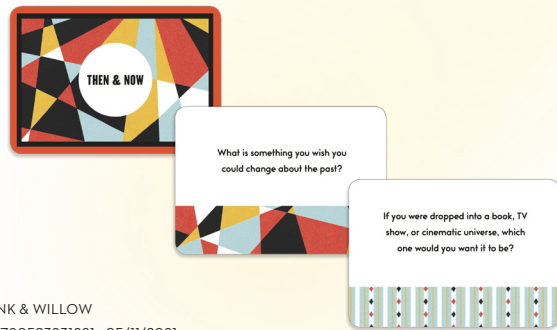 THEN & NOW
What is something you wish you
could change about the past?
If you were dropped into a book, TV
show, or cinematic universe, which
one would you want it to be?
NK & WILLOW